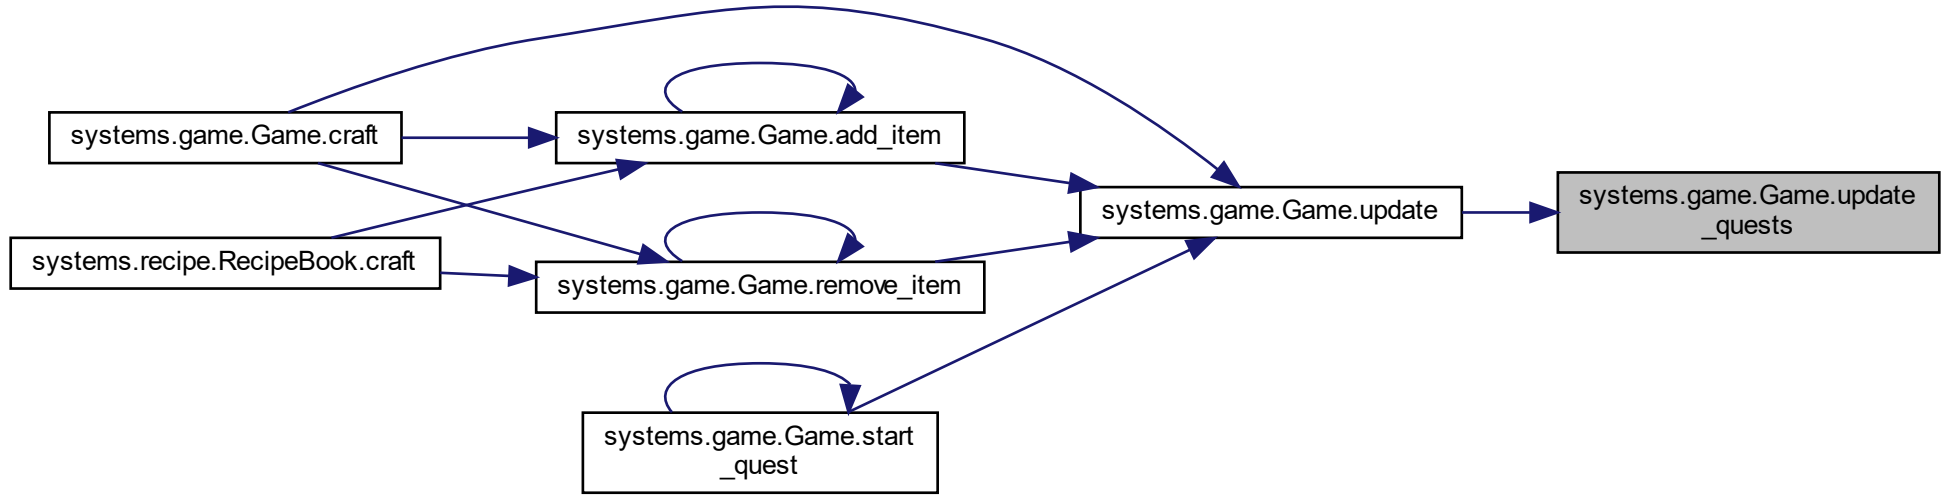 systems.game.Game.craft
systems.recipe.RecipeBook.craft
systems.game.Game.add_item
systems.game.Game.remove_item
systems.game.Game.start
_quest
systems.game.Game.update
systems.game.Game.update
_quests